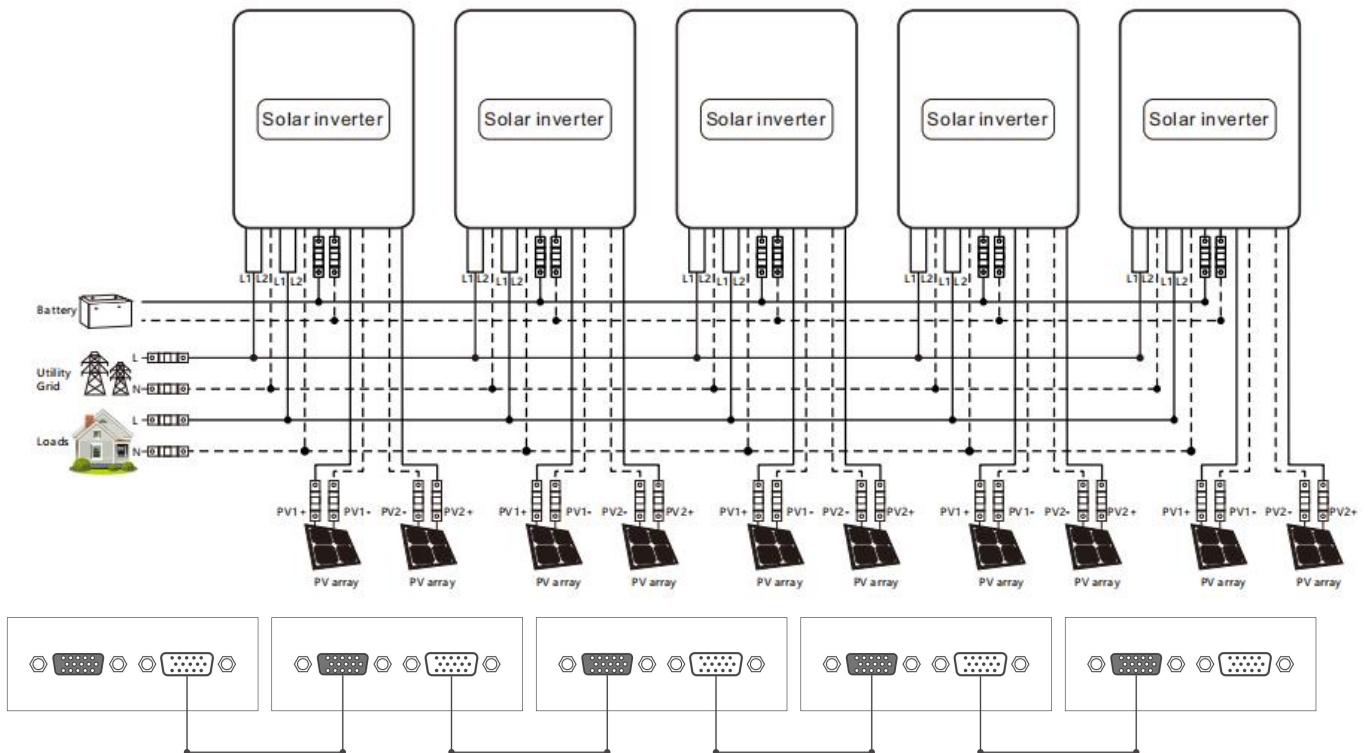 Solar inverter Solar inverter Solar inverter Solar inverter Solar inverter
L1 L2 L1 L2 L1 L2 L1 L2 L1 L2 L1 L2 L1 L2 L1 L2 L1 L2 L1 L2
Battery
L
Utility
Grid
N
L
Loads
N
PV1+ PV1- PV2- PV2+ PV1+ PV1- PV2- PV2+ PV1+ PV1- PV2- PV2+ PV1+ PV1- PV2- PV2+ PV1+ PV1- PV2- PV2+
PV array PV array PV array PV array PV array PV array PV array PV array PV array PV array